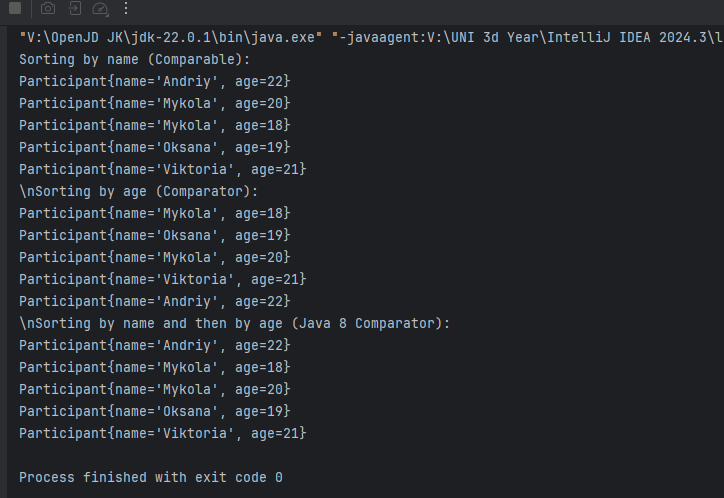 "V:\OpenJD JK\jdk-22.0.1\bin\java.exe" "-javaagent:V:\UNI 3d Year\IntelliJ IDEA 2024.3\l
Sorting by name (Comparable):
Participant{name='Andriy', age=22}
Participant{name='Mykola', age=20}
Participant{name='Mykola', age=18}
Participant{name='Oksana', age=19}
Participant{name='Viktoria', age=21}
\nSorting by age (Comparator):
Participant{name='Mykola', age=18}
Participant{name='Oksana', age=19}
Participant{name='Mykola', age=20}
Participant{name='Viktoria', age=21}
Participant{name='Andriy', age=22}
\nSorting by name and then by age (Java 8 Comparator):
Participant{name='Andriy', age=22}
Participant{name='Mykola', age=18}
Participant{name='Mykola', age=20}
Participant{name='Oksana', age=19}
Participant{name='Viktoria', age=21}
Process finished with exit code 0